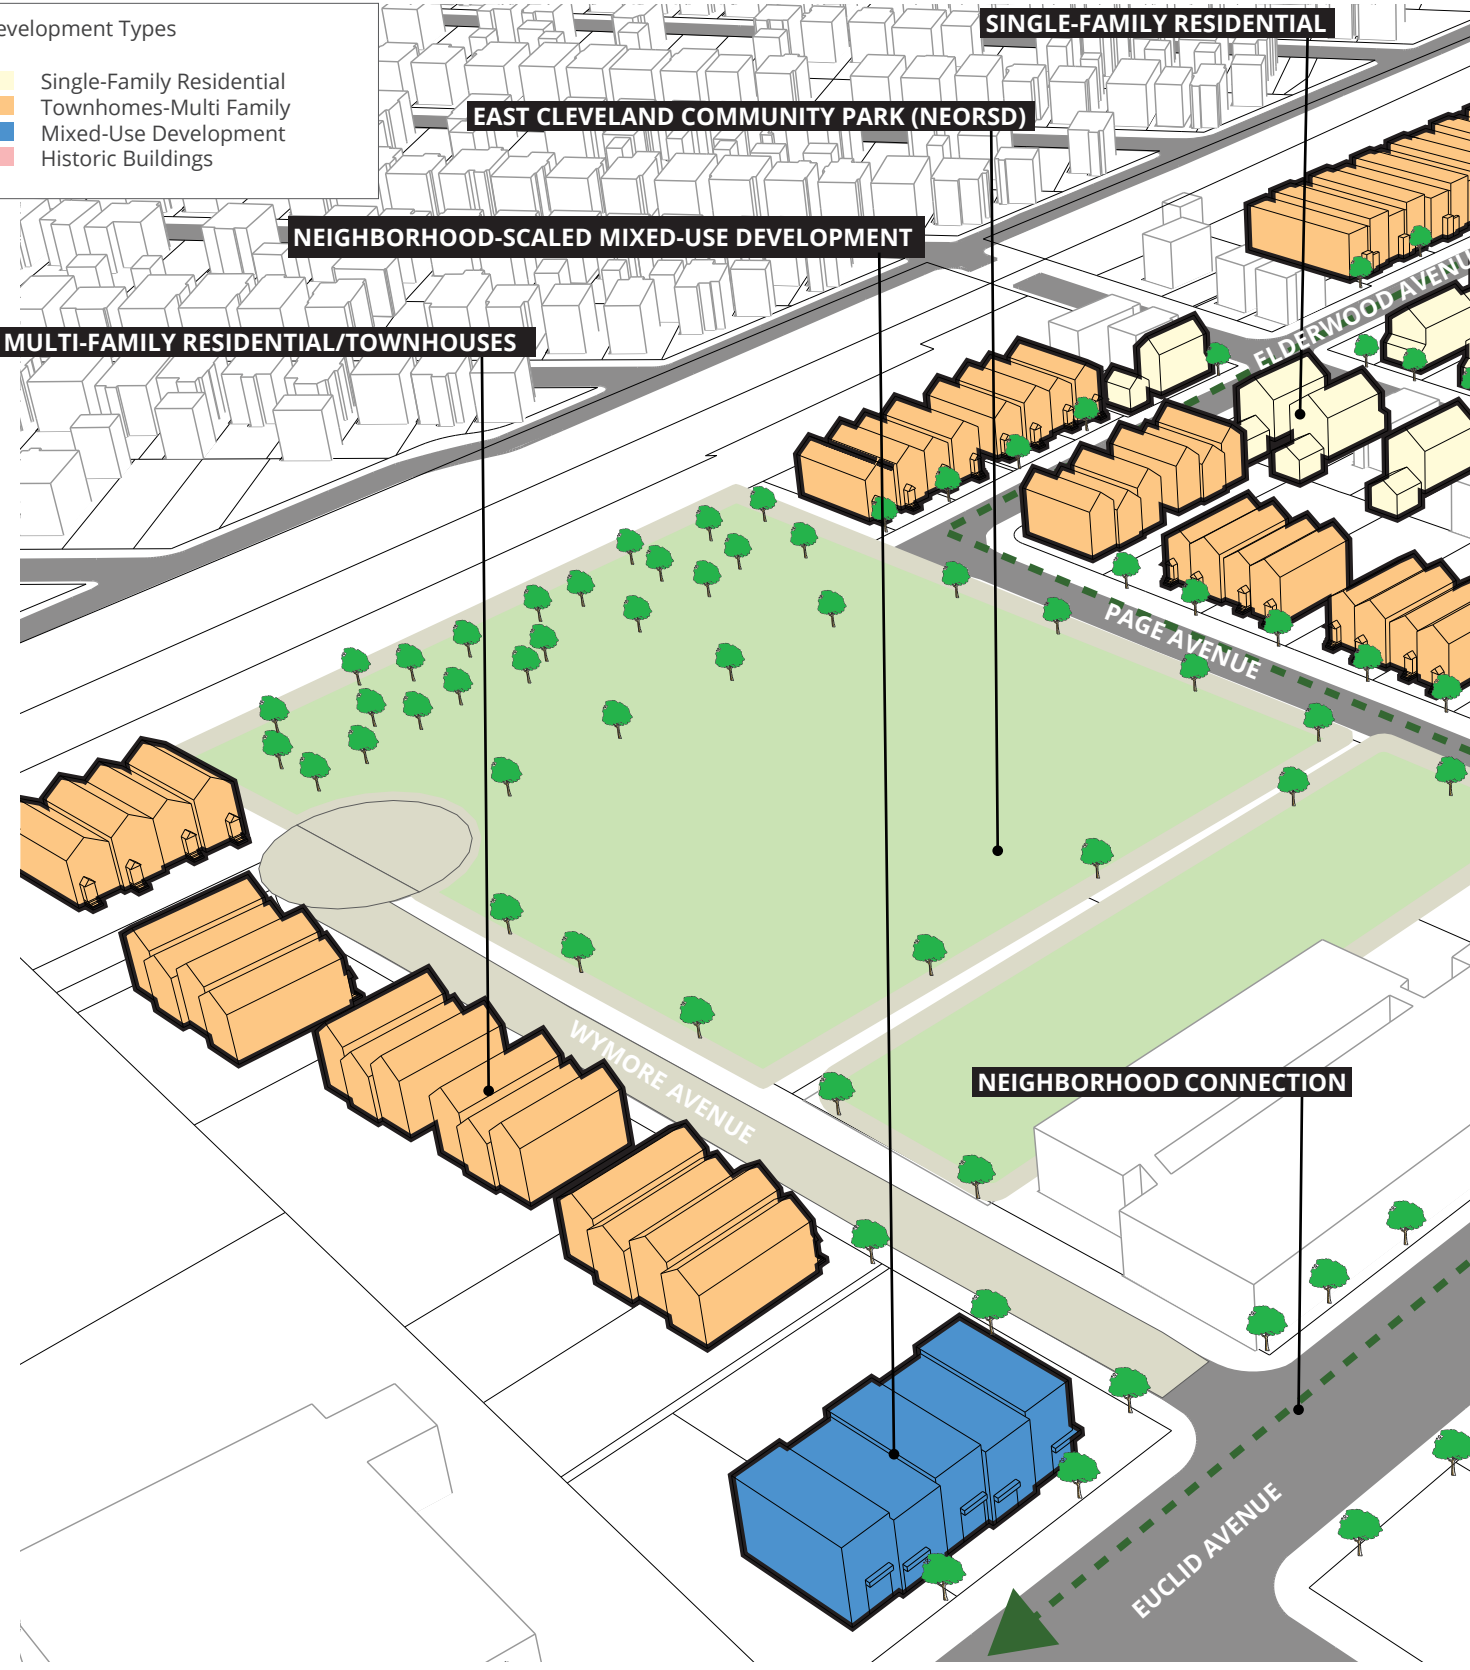 evelopment Types
Single-Family Residential
Townhomes-Multi Family
Mixed-Use Development
Historic Buildings
SINGLE-FAMILY RESIDENTIAL
EAST CLEVELAND COMMUNITY PARK (NEORSD)
NEIGHBORHOOD-SCALED MIXED-USE DEVELOPMENT
MULTI-FAMILY RESIDENTIAL/TOWNHOUSES
ELDERWOOD AVENU
PAGE AVENUE
WYMORE AVENUE
NEIGHBORHOOD CONNECTION
EUCLID AVENUE